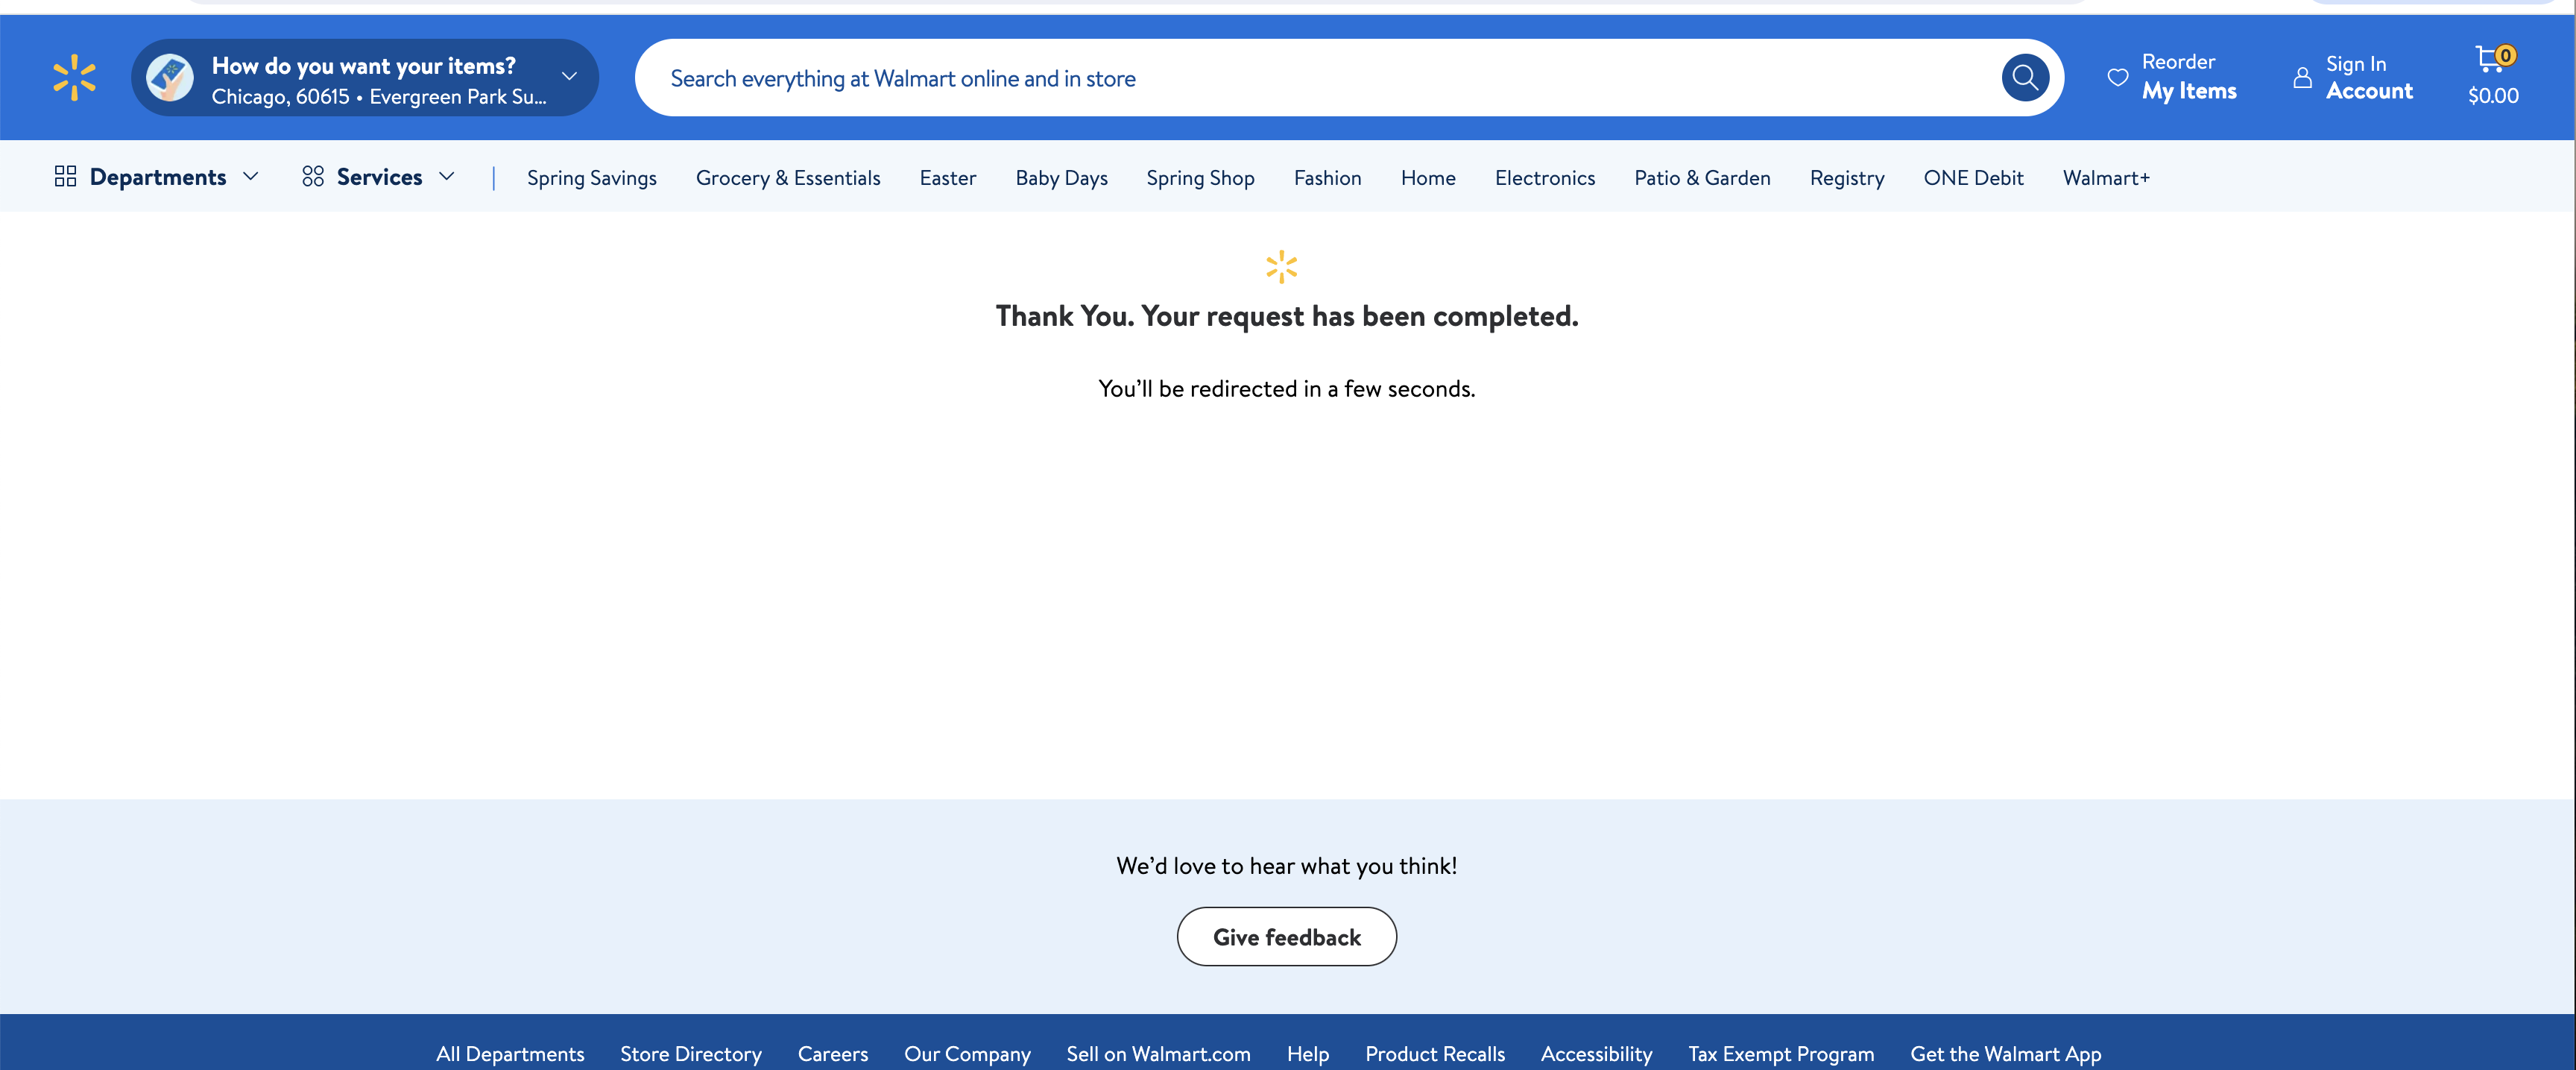 How do you want your items?
Chicago, 60615 • Evergreen Park Su...
Search everything at Walmart online and in store
Reorder
My Items
Sign In
Account
0
$0.00
Departments
Services
Spring Savings
Grocery & Essentials
Easter
Baby Days
Spring Shop
Fashion
Home
Electronics
Patio & Garden
Registry
ONE Debit
Walmart+
Thank You. Your request has been completed.
You’ll be redirected in a few seconds.
We’d love to hear what you think!
Give feedback
All Departments
Store Directory
Careers
Our Company
Sell on Walmart.com
Help
Product Recalls
Accessibility
Tax Exempt Program
Get the Walmart App